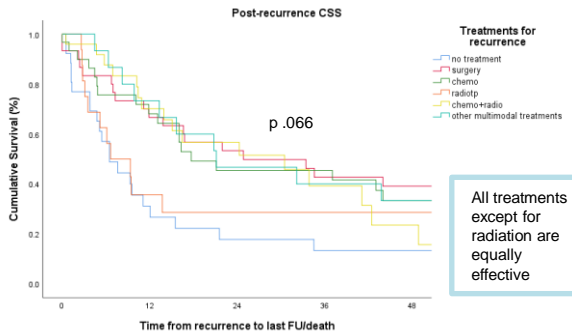 Post-recurrence CSS
Treatments for
recurrence
no treatment
surgery
chemo
radiotp
chemo+radio
other multimodal treatments
Cumulative Survival (%)
1.0
0.8
0.6
0.4
0.2
0.0
p .066
All treatments
except for
radiation are
equally
effective
0
12
24
36
48
Time from recurrence to last FU/death